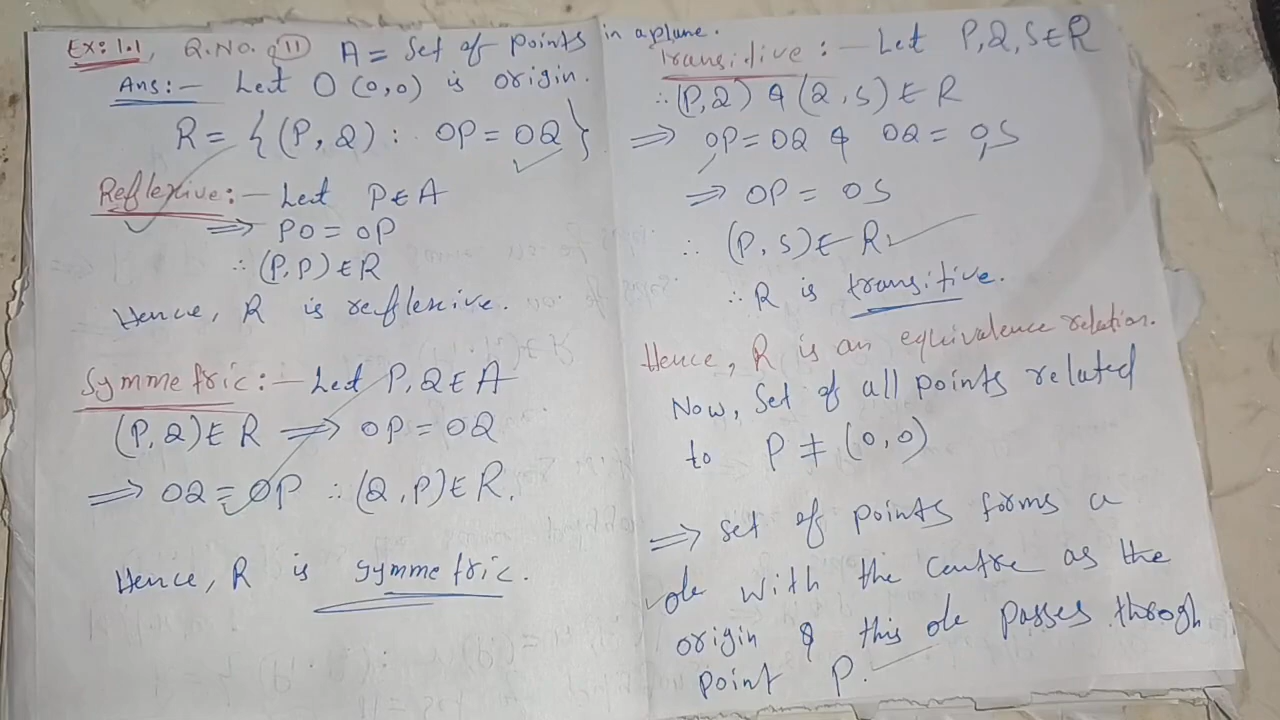 Ex: 1.1, Q.No. 11 A = Set of points in a plane.
Ans:- Let O (0,0) is origin.
R = {(P, Q) : OP = OQ}
Reflexive:- Let P ∈ A
⇒ PO = OP
∴ (P, P) ∈ R
Hence, R is reflexive.
Symmetric:- Let P, Q ∈ A
(P, Q) ∈ R ⇒ OP = OQ
⇒ OQ = OP ∴ (Q, P) ∈ R.
Hence, R is symmetric.
Transitive:- Let P, Q, S ∈ R
∴ (P, Q) & (Q, S) ∈ R
⇒ OP = OQ & OQ = OS
⇒ OP = OS
∴ (P, S) ∈ R
∴ R is transitive.
Hence, R is an equivalence relation.
Now, Set of all points related
to P ≠ (0,0)
⇒ set of points forms a
ole with the centre as the
origin & this ole passes throogh
point P.